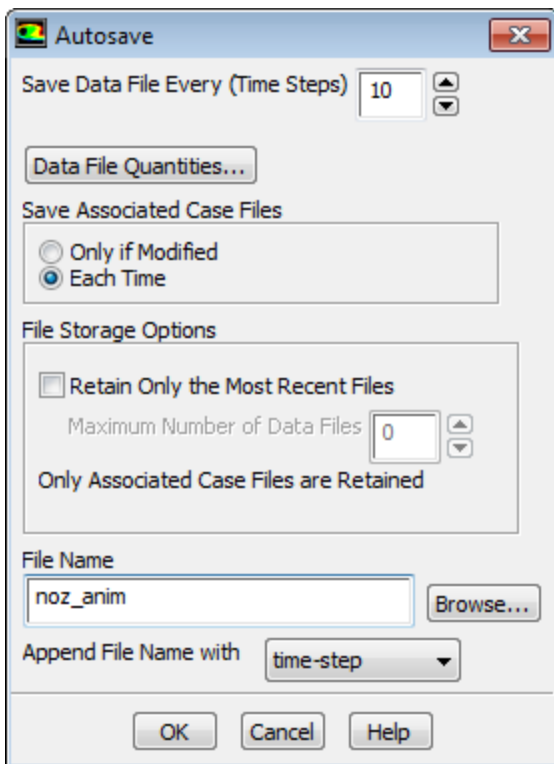 Autosave
Save Data File Every (Time Steps) 10
Data File Quantities...
Save Associated Case Files
Only if Modified
Each Time
File Storage Options
Retain Only the Most Recent Files
Maximum Number of Data Files 0
Only Associated Case Files are Retained
File Name
noz_anim Browse...
Append File Name with time-step
OK Cancel Help